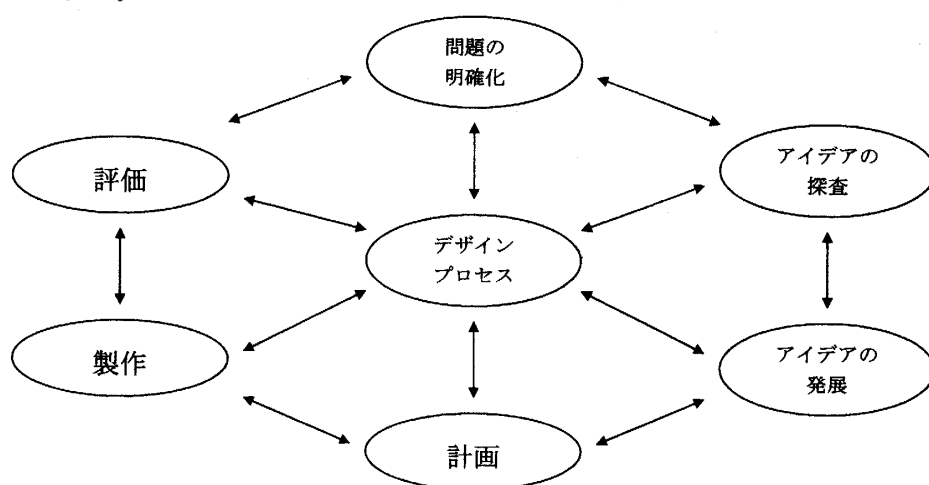 問題の
明確化
アイデアの
探査
評価
デザイン
プロセス
製作
アイデアの
発展
計画